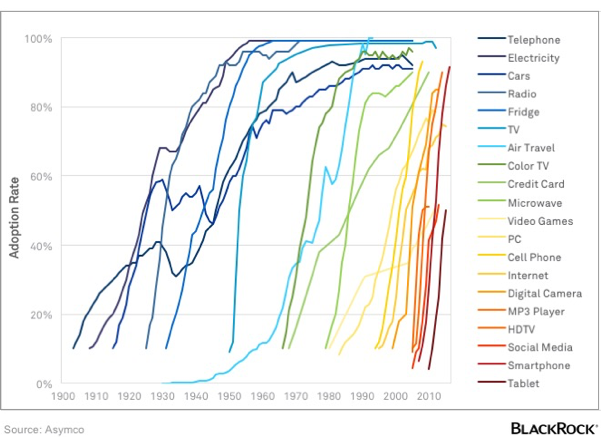 100%
80%
60%
40%
20%
0%
Adoption Rate
1900 1910 1920 1930 1940 1950 1960 1970 1980 1990 2000 2010
Telephone
Electricity
Cars
Radio
Fridge
TV
Air Travel
Color TV
Credit Card
Microwave
Video Games
PC
Cell Phone
Internet
Digital Camera
MP3 Player
HDTV
Social Media
Smartphone
Tablet
Source: Asymco
BLACKROCK®